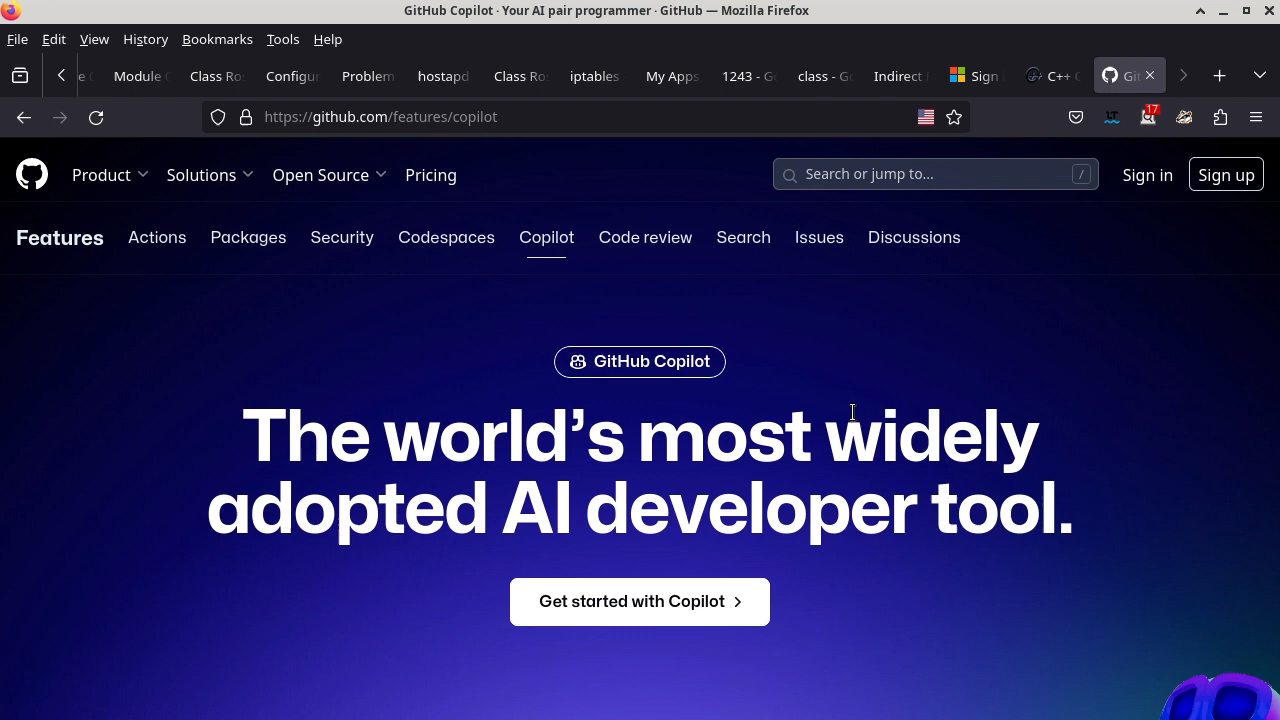 GitHub Copilot · Your AI pair programmer · GitHub — Mozilla Firefox
File Edit View History Bookmarks Tools Help
Module Class Ro Configu Problem hostapd Class Ro iptables My Apps 1243 - G class - G Indirect Sign C++ Git
https://github.com/features/copilot
17
Product Solutions Open Source Pricing Search or jump to... / Sign in Sign up
Features Actions Packages Security Codespaces Copilot Code review Search Issues Discussions
GitHub Copilot
The world’s most widely
adopted AI developer tool.
Get started with Copilot